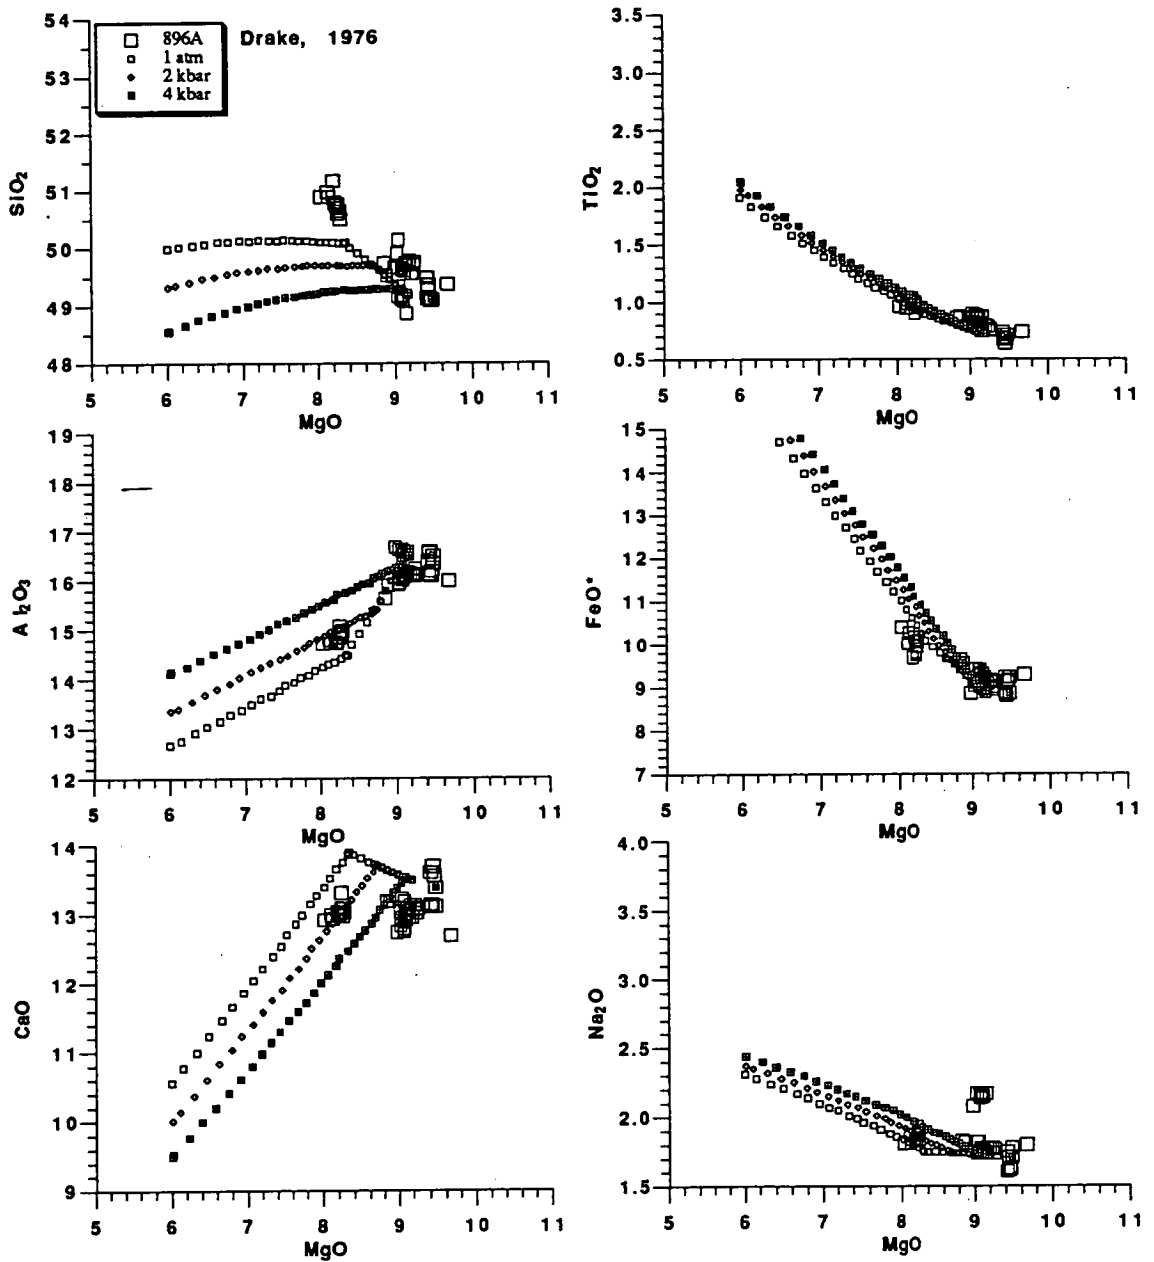 54
53
52
51
50
49
48
SiO2
896A
1 atm
2 kbar
4 kbar
Drake, 1976
5 6 7 8 9 10 11
MgO
3.5
3.0
2.5
2.0
1.5
1.0
0.5
TiO2
5 6 7 8 9 10 11
MgO
19
18
17
16
15
14
13
12
Al2O3
5 6 7 8 9 10 11
MgO
15
14
13
12
11
10
9
8
7
FeO*
5 6 7 8 9 10 11
MgO
14
13
12
11
10
9
CaO
5 6 7 8 9 10 11
MgO
4.0
3.5
3.0
2.5
2.0
1.5
Na2O
5 6 7 8 9 10 11
MgO